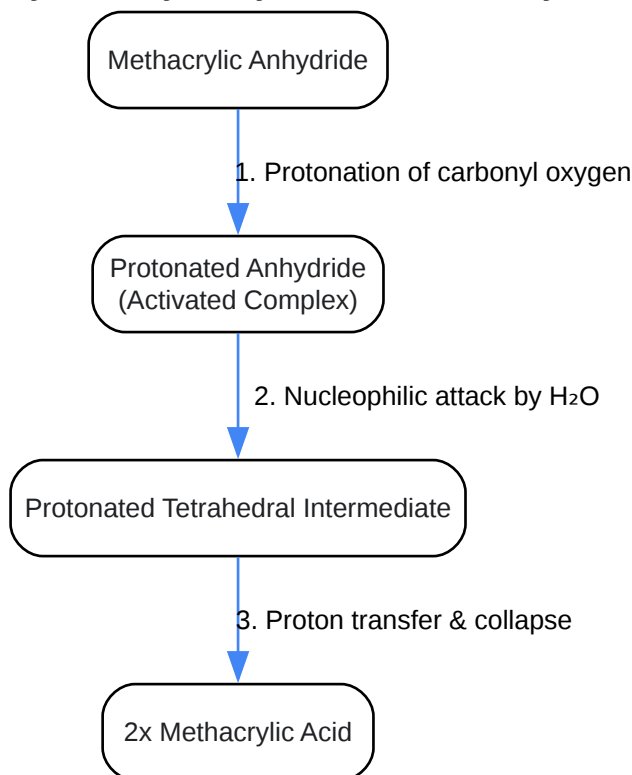 Methacrylic Anhydride
1. Protonation of carbonyl oxygen
Protonated Anhydride
(Activated Complex)
2. Nucleophilic attack by H₂O
Protonated Tetrahedral Intermediate
3. Proton transfer & collapse
2x Methacrylic Acid